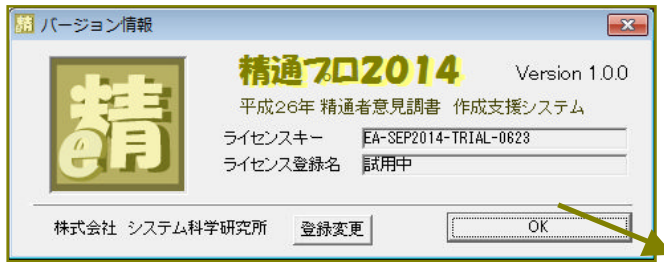 精 バージョン情報
精e
精通プロ2014 Version 1.0.0
平成26年 精通者意見調書 作成支援システム
ライセンスキー EA-SEP2014-TRIAL-0623
ライセンス登録名 試用中
株式会社 システム科学研究所 登録変更 OK